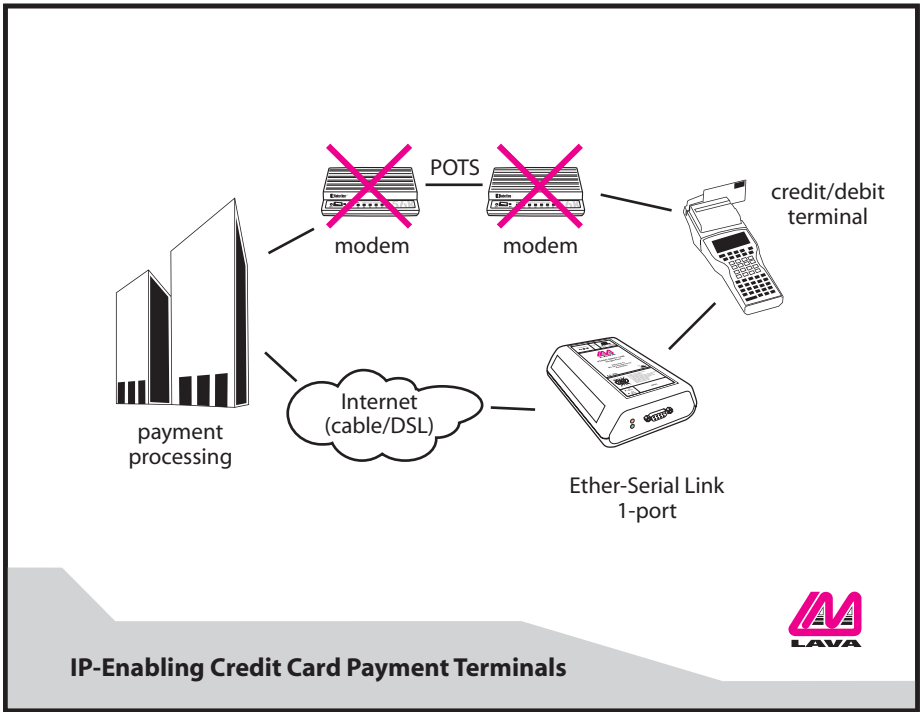 POTS
modem
modem
credit/debit
terminal
payment
processing
Internet
(cable/DSL)
Ether-Serial Link
1-port
IP-Enabling Credit Card Payment Terminals
LAVA